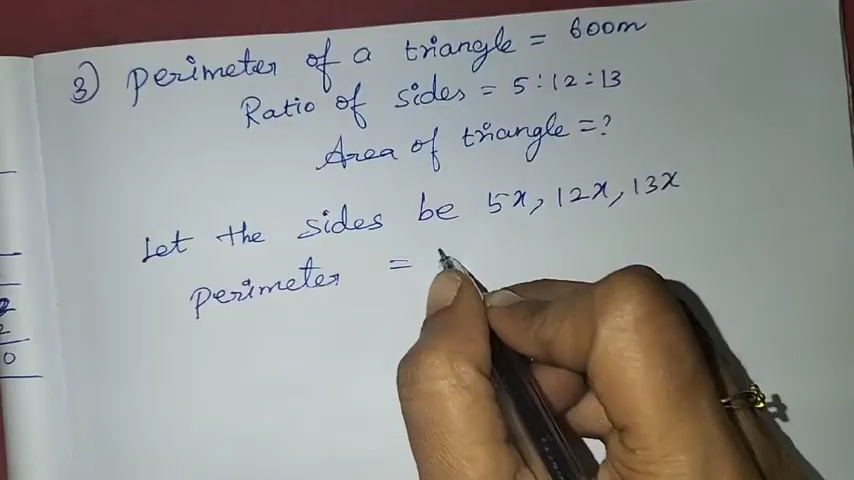 3) Perimeter of a triangle = 600m
Ratio of sides = 5:12:13
Area of triangle = ?
Let the sides be 5x, 12x, 13x
Perimeter =
0